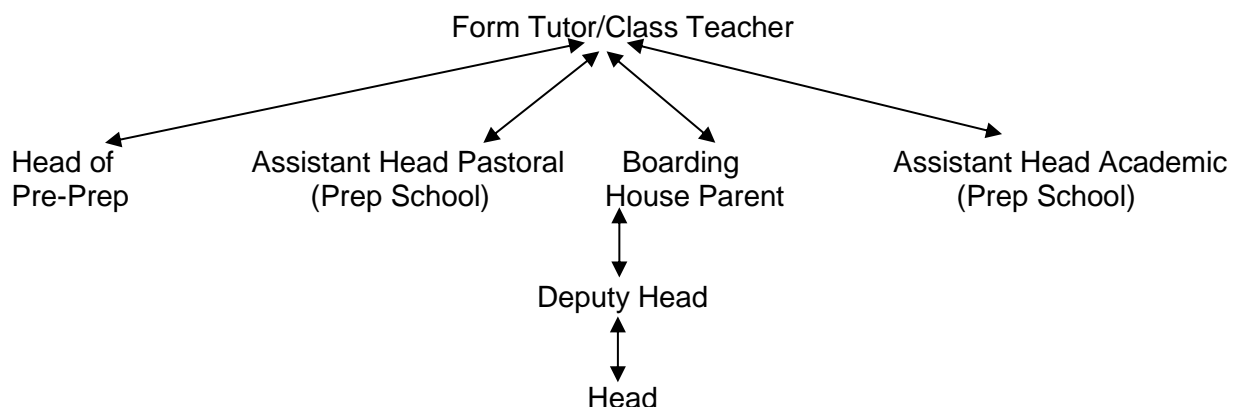 Form Tutor/Class Teacher
Head of
Pre-Prep
Assistant Head Pastoral
(Prep School)
Boarding
House Parent
Assistant Head Academic
(Prep School)
Deputy Head
Head